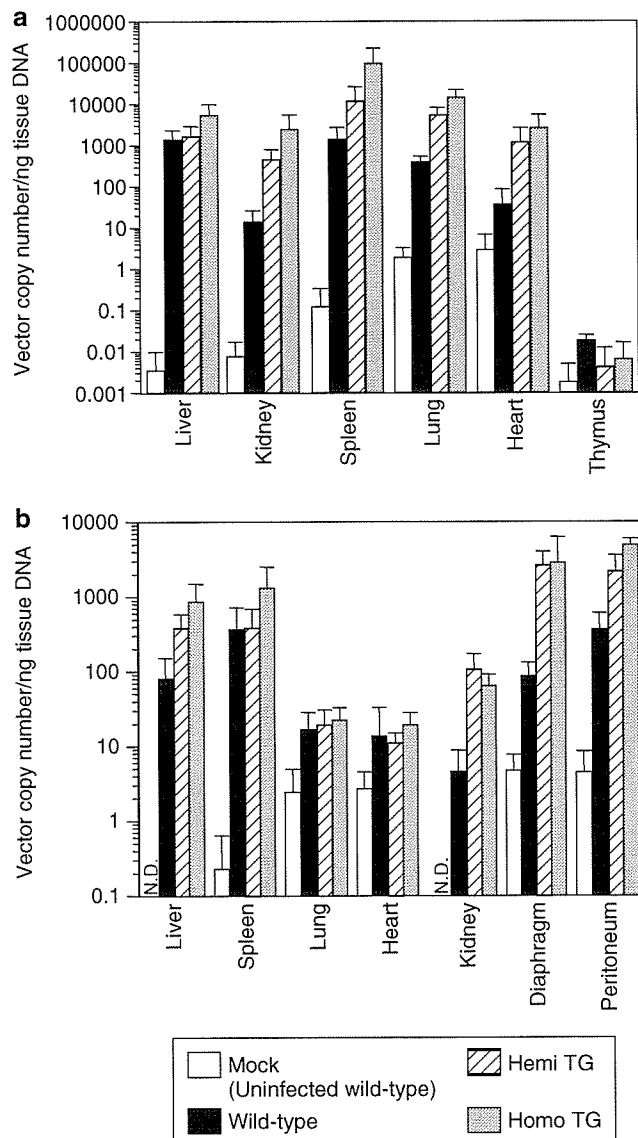 a
Vector copy number/ng tissue DNA
1000000
100000
10000
1000
100
10
1
0.1
0.01
0.001
Liver
Kidney
Spleen
Lung
Heart
Thymus
b
Vector copy number/ng tissue DNA
10000
1000
100
10
1
0.1
N.D.
N.D.
Liver
Spleen
Lung
Heart
Kidney
Diaphragm
Peritoneum
Mock
(Uninfected wild-type)
Wild-type
Hemi TG
Homo TG